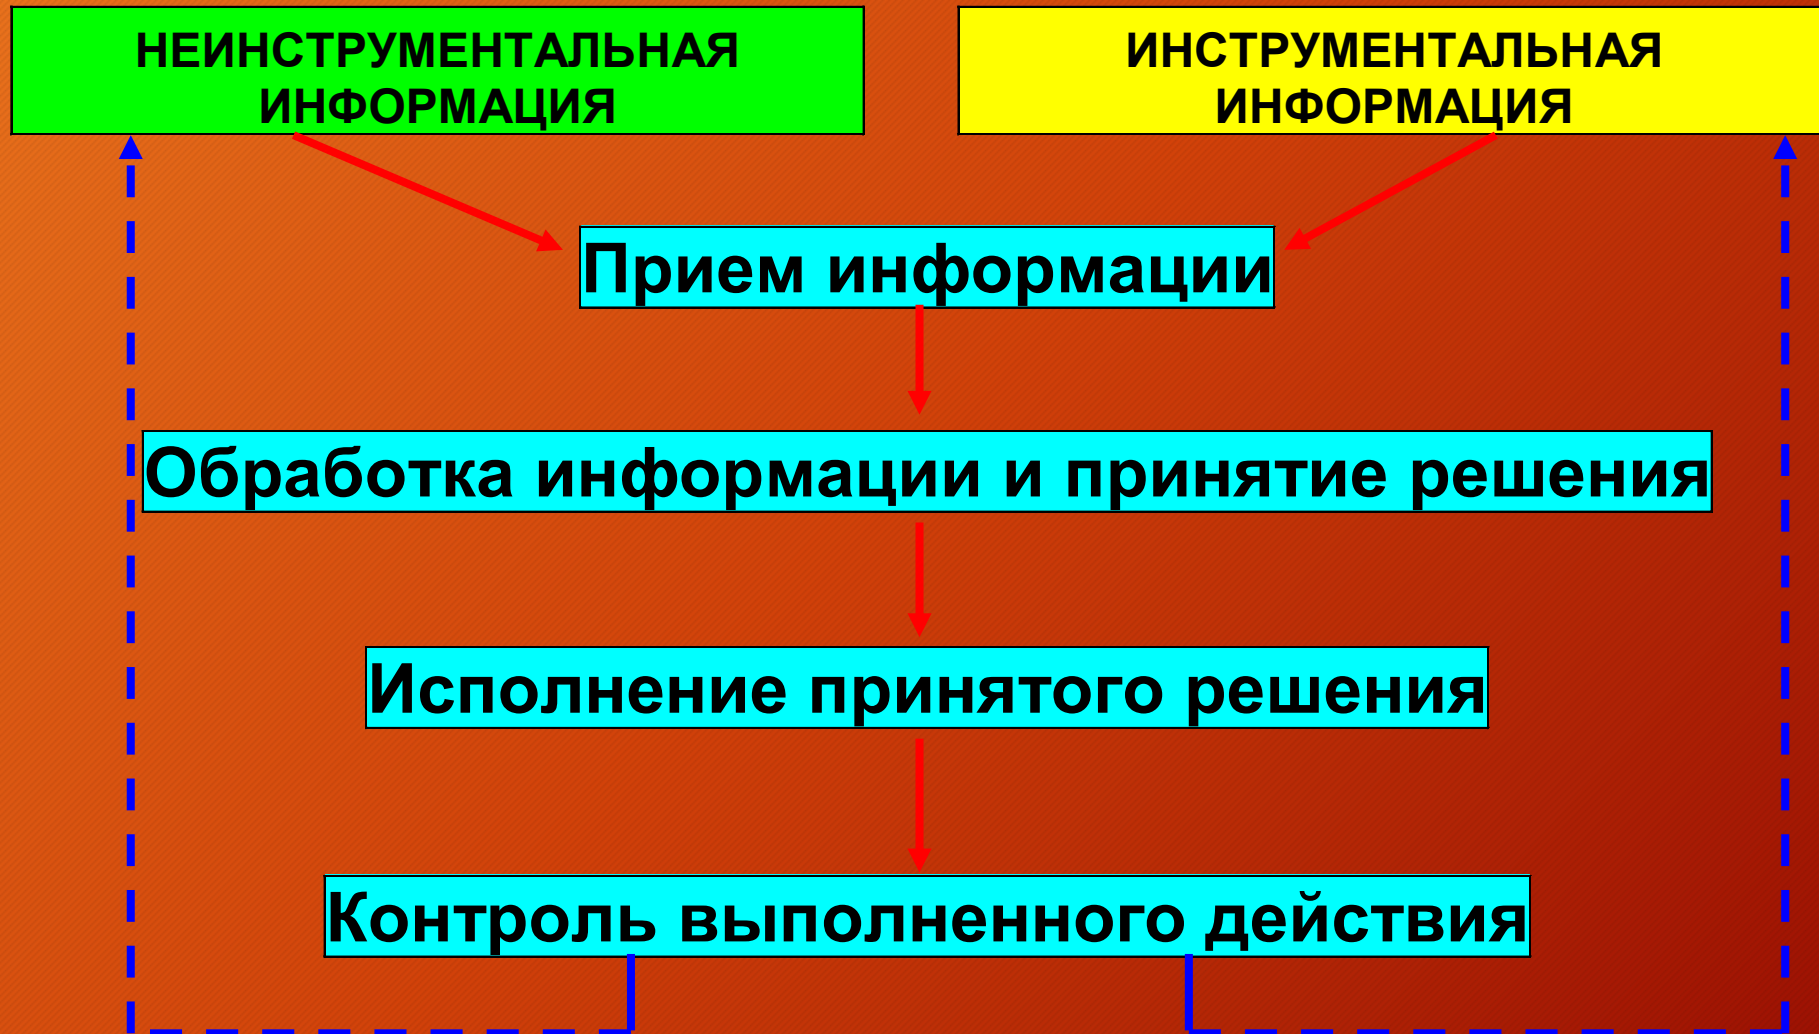 НЕИНСТРУМЕНТАЛЬНАЯ
ИНФОРМАЦИЯ
ИНСТРУМЕНТАЛЬНАЯ
ИНФОРМАЦИЯ
Прием информации
Обработка информации и принятие решения
Исполнение принятого решения
Контроль выполненного действия